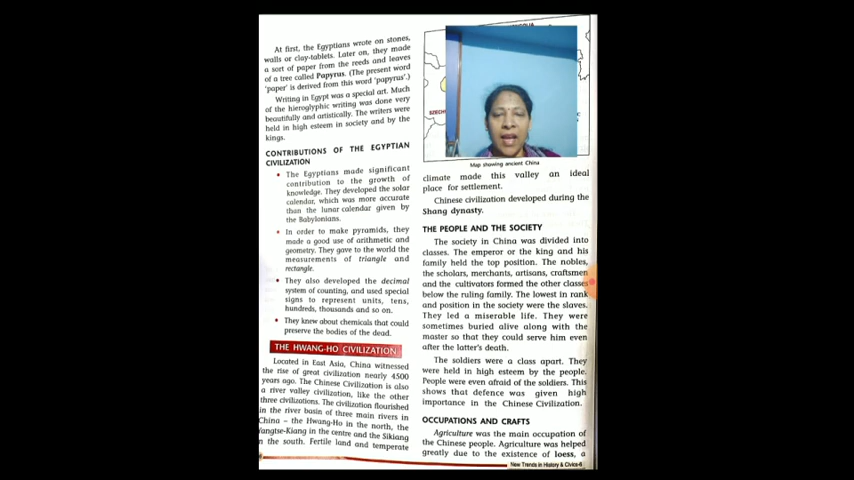 At first, the Egyptians wrote on stones,
walls or clay-tablets. Later on, they made
a sort of paper from the reeds and leaves
of a tree called Papyrus. (The present word
'paper' is derived from this word 'papyrus'.)
Writing in Egypt was a special art. Much
of the hieroglyphic writing was done very
beautifully and artistically. The writers were
held in high esteem in society and by the
kings.
CONTRIBUTIONS OF THE EGYPTIAN
CIVILIZATION
• The Egyptians made significant
contribution to the growth of
knowledge. They developed the solar
calendar, which was more accurate
than the lunar calendar given by
the Babylonians.
• In order to make pyramids, they
made a good use of arithmetic and
geometry. They gave to the world the
measurements of triangle and
rectangle.
• They also developed the decimal
system of counting, and used special
signs to represent units, tens,
hundreds, thousands and so on.
• They knew about chemicals that could
preserve the bodies of the dead.
THE HWANG-HO CIVILIZATION
Located in East Asia, China witnessed
the rise of great civilization nearly 4500
years ago. The Chinese Civilization is also
a river valley civilization, like the other
three civilizations. The civilization flourished
in the river basin of three main rivers in
China – the Hwang-Ho in the north, the
Yangtse-Kiang in the centre and the Sikiang
in the south. Fertile land and temperate
Map showing ancient China
climate made this valley an ideal
place for settlement.
Chinese civilization developed during the
Shang dynasty.
THE PEOPLE AND THE SOCIETY
The society in China was divided into
classes. The emperor or the king and his
family held the top position. The nobles,
the scholars, merchants, artisans, craftsmen
and the cultivators formed the other classes
below the ruling family. The lowest in rank
and position in the society were the slaves.
They led a miserable life. They were
sometimes buried alive along with the
master so that they could serve him even
after the latter's death.
The soldiers were a class apart. They
were held in high esteem by the people.
People were even afraid of the soldiers. This
shows that defence was given high
importance in the Chinese Civilization.
OCCUPATIONS AND CRAFTS
Agriculture was the main occupation of
the Chinese people. Agriculture was helped
greatly due to the existence of loess, a
New Trends in History & Civics-6